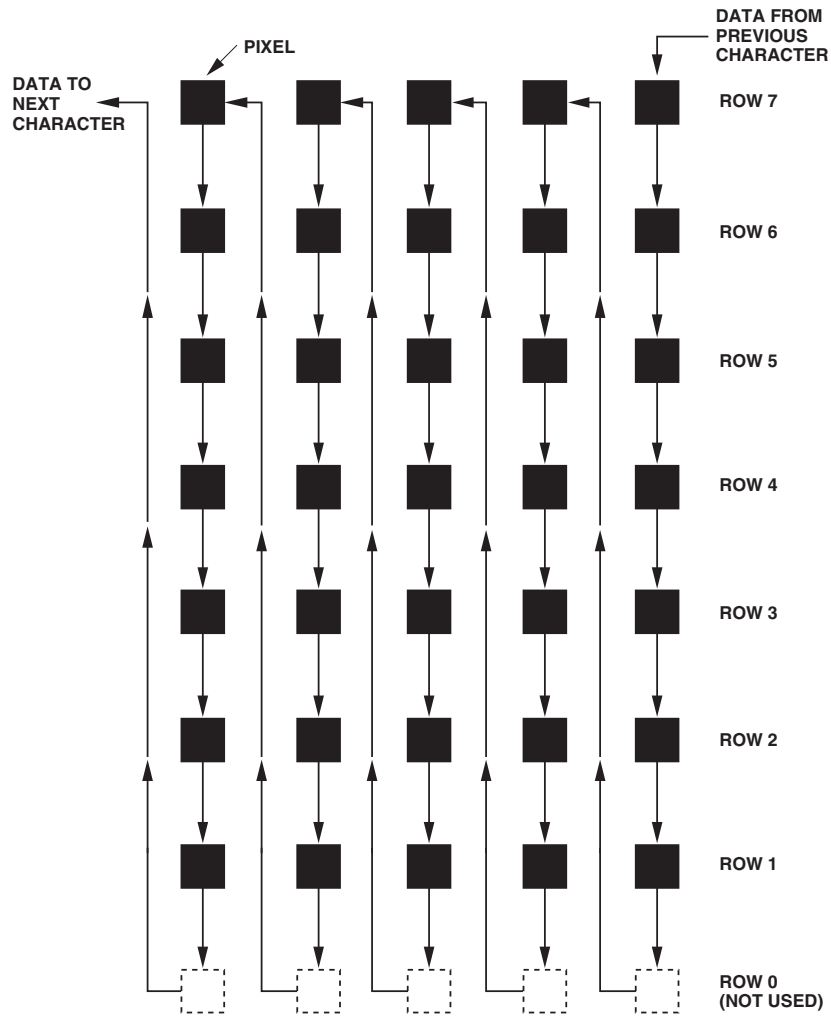 DATA FROM
PREVIOUS
CHARACTER
PIXEL
DATA TO
NEXT
CHARACTER
ROW 7
ROW 6
ROW 5
ROW 4
ROW 3
ROW 2
ROW 1
ROW 0
(NOT USED)